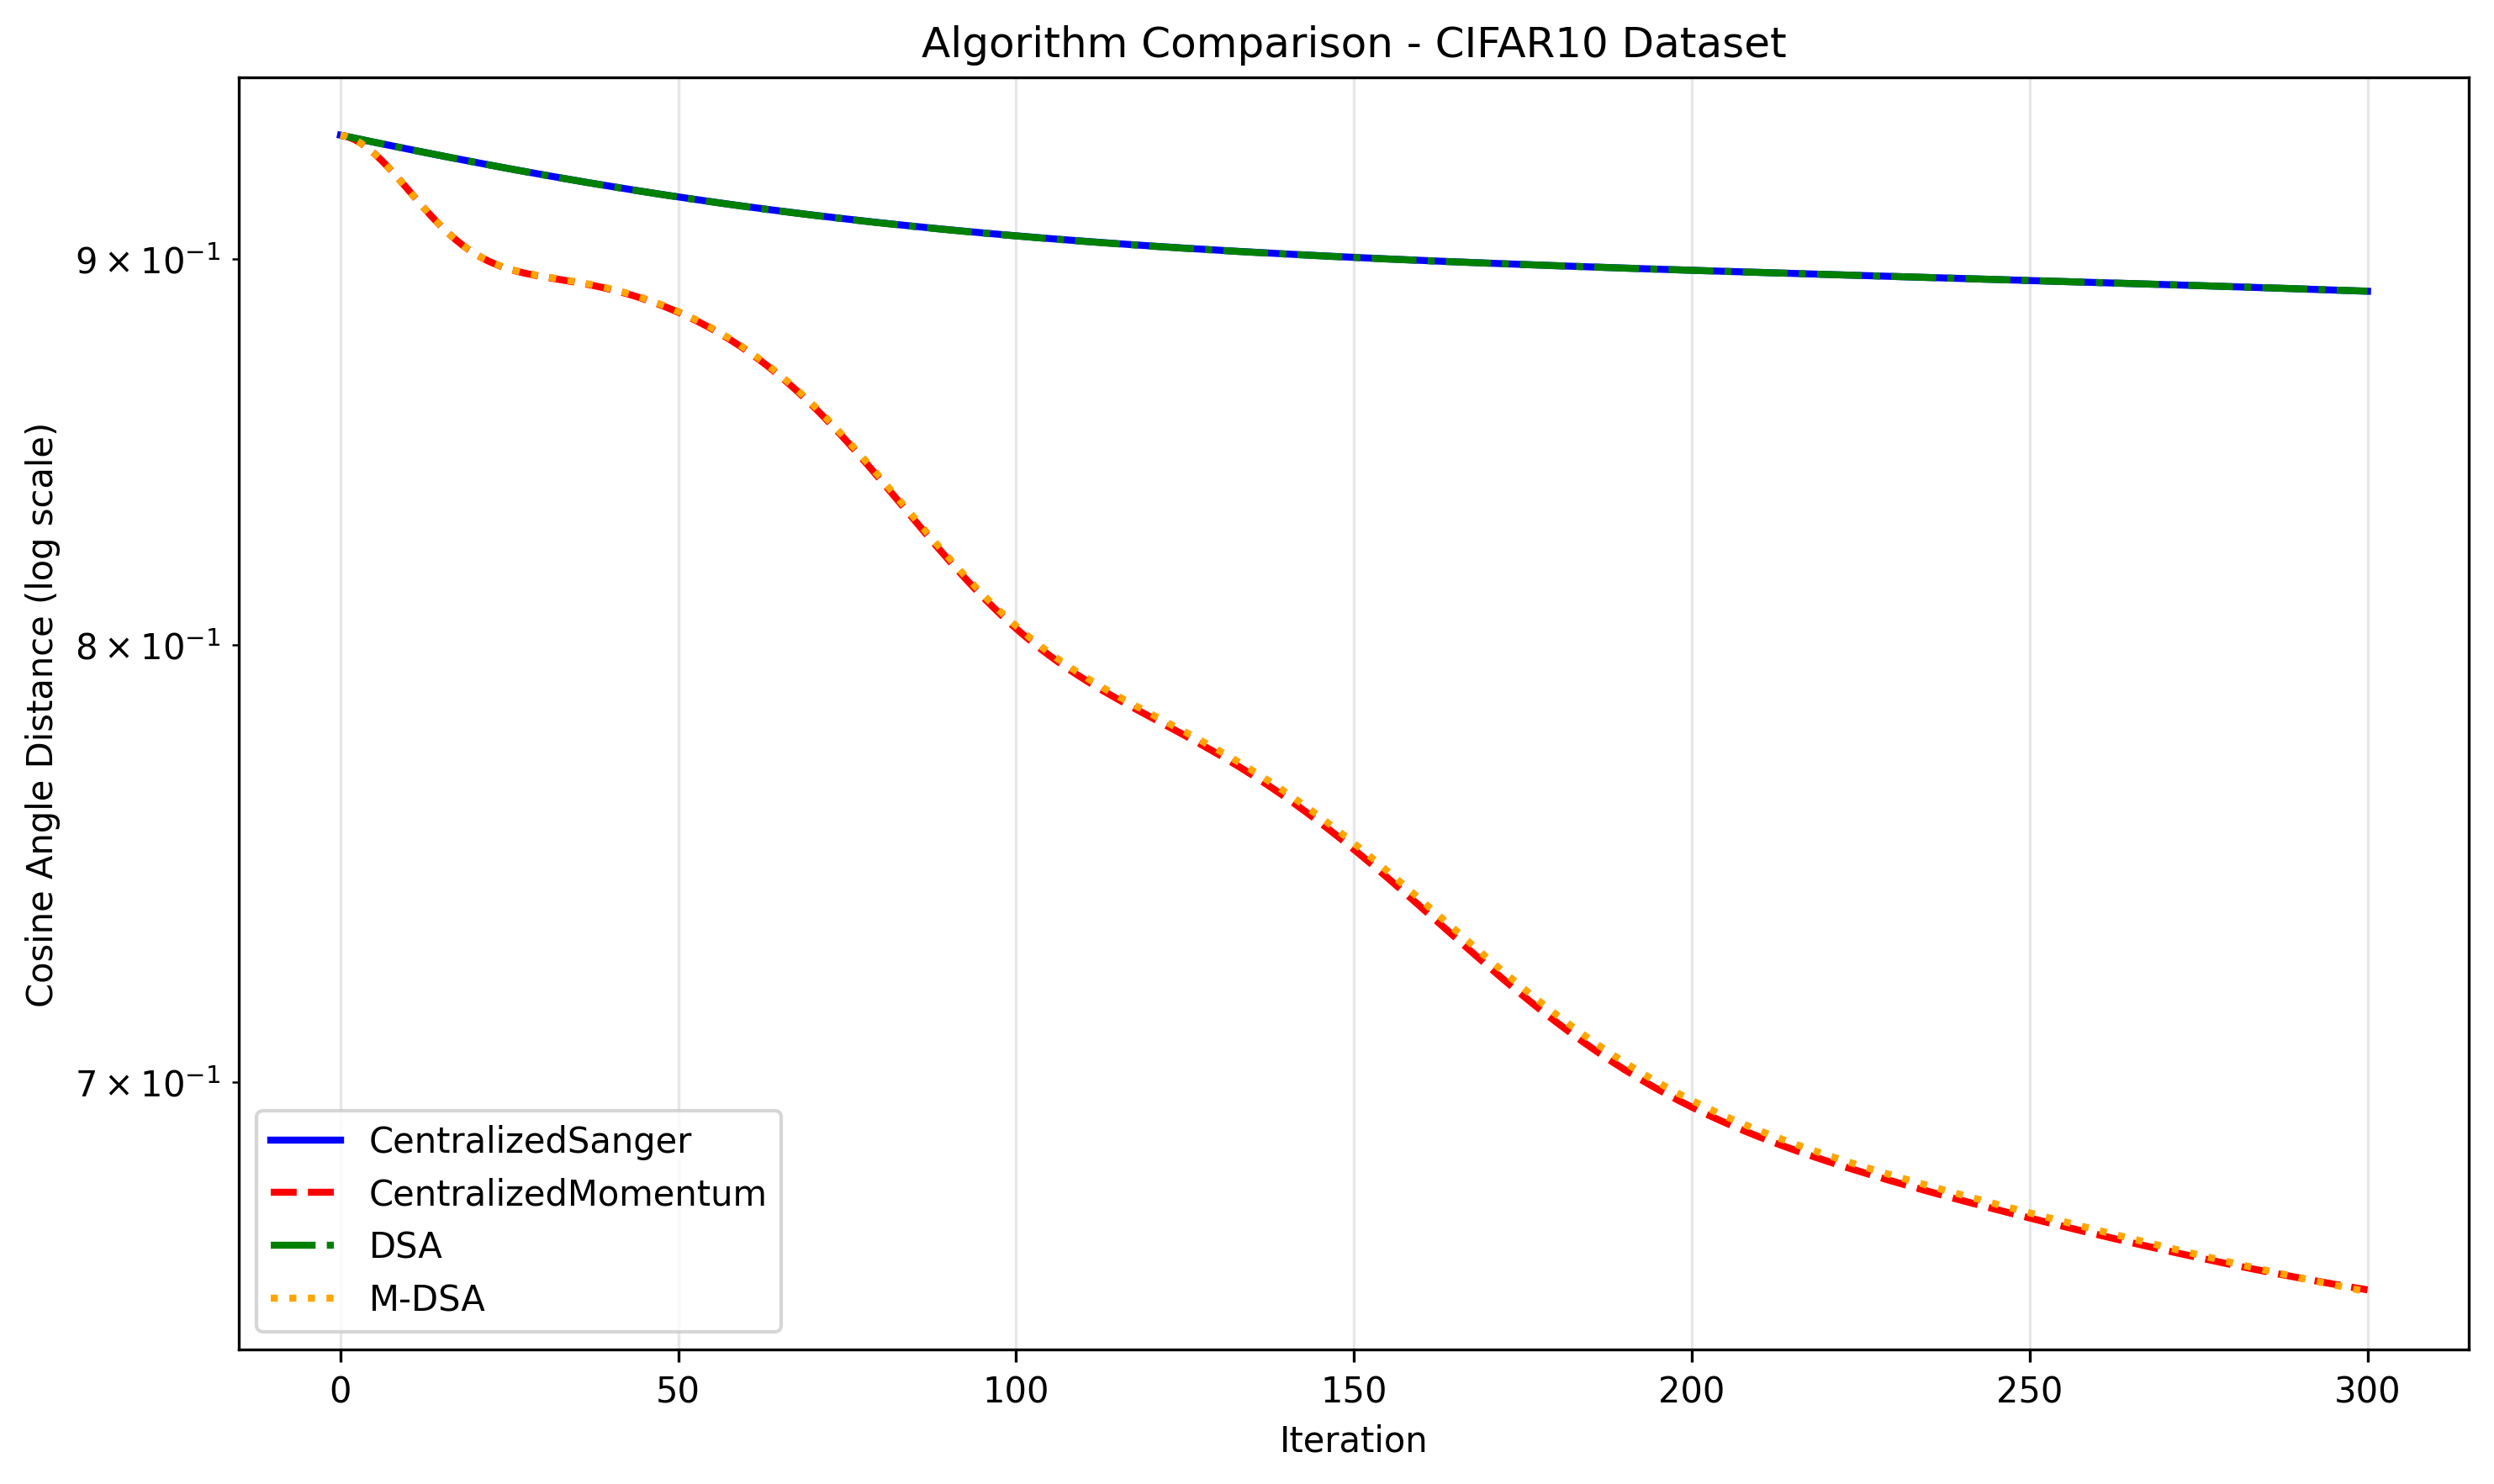 Algorithm Comparison - CIFAR10 Dataset
Cosine Angle Distance (log scale)
9 × 10⁻¹
8 × 10⁻¹
7 × 10⁻¹
CentralizedSanger
CentralizedMomentum
DSA
M-DSA
0 50 100 150 200 250 300
Iteration